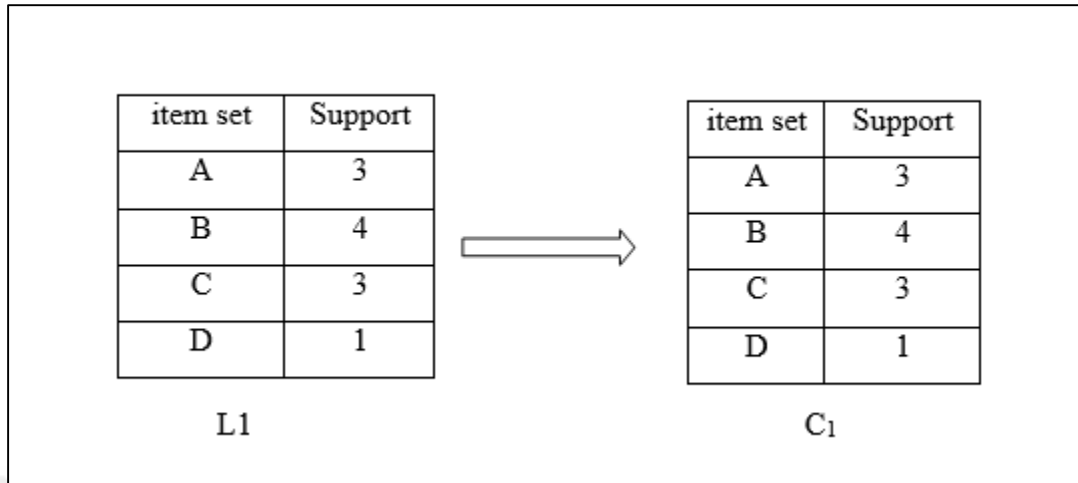 item set Support
A 3
B 4
C 3
D 1
L1
item set Support
A 3
B 4
C 3
D 1
C₁